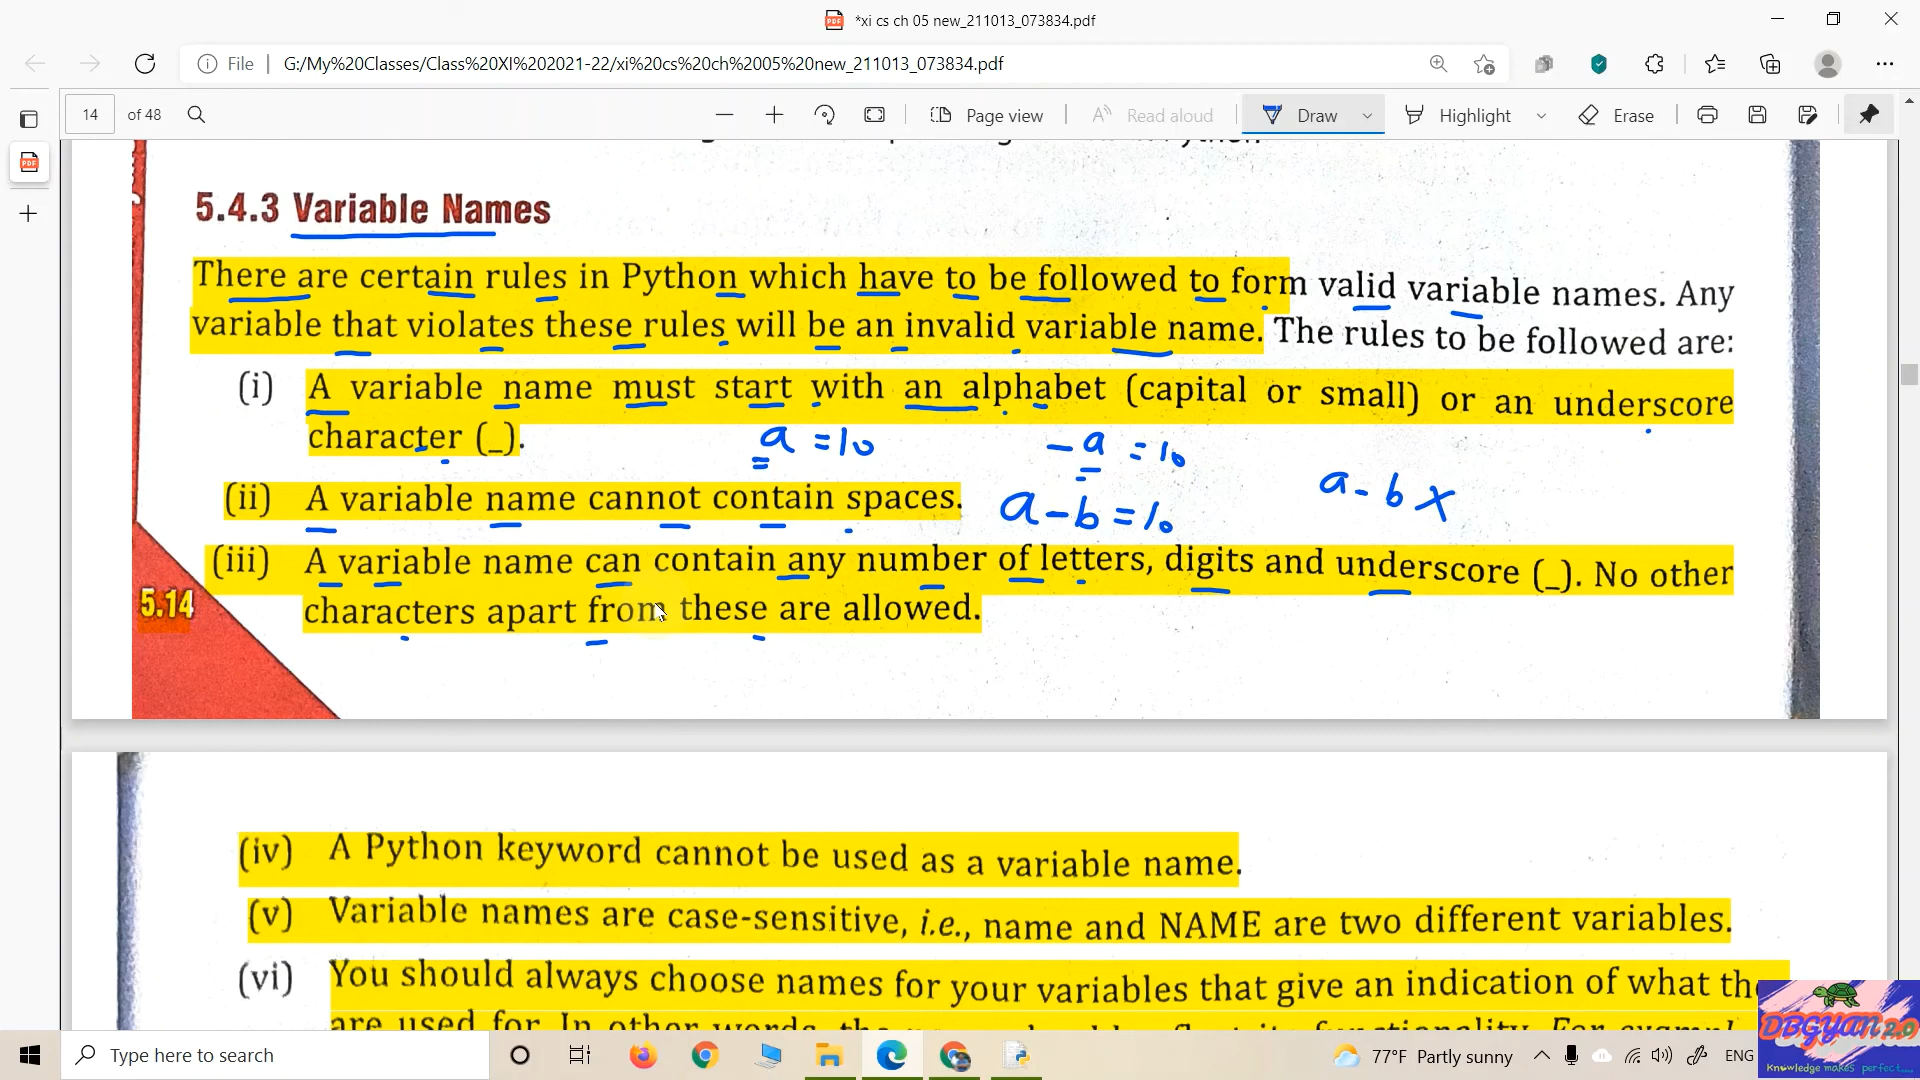 *xi cs ch 05 new_211013_073834.pdf
File | G:/My%20Classes/Class%20XI%202021-22/xi%20cs%20ch%2005%20new_211013_073834.pdf
14 of 48 Page view Read aloud Draw Highlight Erase
5.4.3 Variable Names
There are certain rules in Python which have to be followed to form valid variable names. Any
variable that violates these rules will be an invalid variable name. The rules to be followed are:
(i) A variable name must start with an alphabet (capital or small) or an underscore
character (_).
a = 10 _a = 10
(ii) A variable name cannot contain spaces.
a_b = 10 a-b x
(iii) A variable name can contain any number of letters, digits and underscore (_). No other
5.14 characters apart from these are allowed.
(iv) A Python keyword cannot be used as a variable name.
(v) Variable names are case-sensitive, i.e., name and NAME are two different variables.
(vi) You should always choose names for your variables that give an indication of what the
are used for. In other words,
DBGyan 2.0
Knowledge makes perfect....
Type here to search 77°F Partly sunny ENG